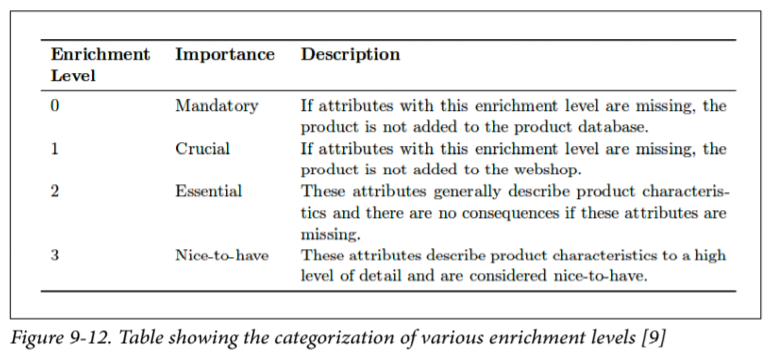 Enrichment Level Importance Description
0 Mandatory If attributes with this enrichment level are missing, the
product is not added to the product database.
1 Crucial If attributes with this enrichment level are missing, the
product is not added to the webshop.
2 Essential These attributes generally describe product characteris-
tics and there are no consequences if these attributes are
missing.
3 Nice-to-have These attributes describe product characteristics to a high
level of detail and are considered nice-to-have.
Figure 9-12. Table showing the categorization of various enrichment levels [9]